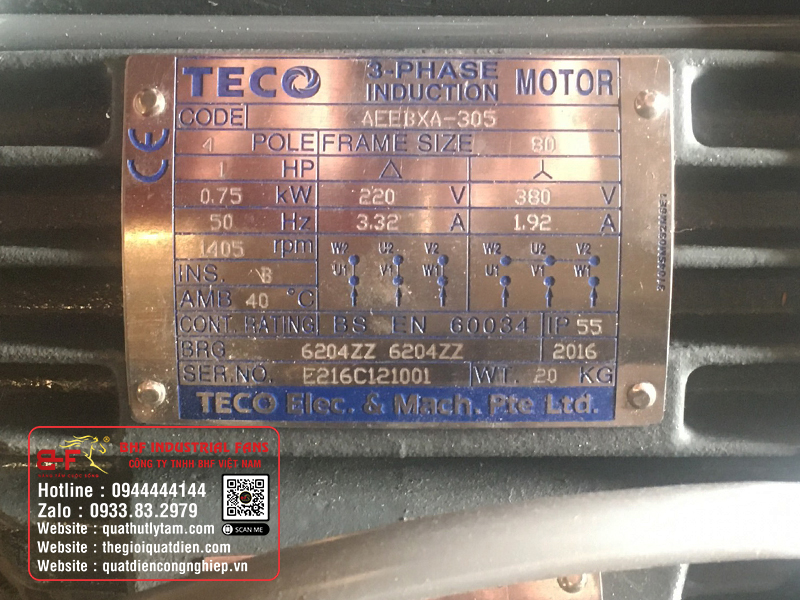 TECO 3-PHASE INDUCTION MOTOR
CODE AEEBXA-305
4 POLE FRAME SIZE 80
1 HP △ 人
0.75 kW 220 V 380 V
50 Hz 3.32 A 1.92 A
1405 rpm W2 U2 V2 W2 U2 V2
INS. B U1 V1 W1 U1 V1 W1
AMB 40 °C
CONT. RATING BS EN 60034 IP 55
BRG. 6204ZZ 6204ZZ 2016
SER.NO. E216C121001 WT. 20 KG
TECO Elec. & Mach. Pte Ltd.
CE
BHF INDUSTRIAL FANS
CÔNG TY TNHH BHF VIỆT NAM
Hotline : 0944444144
Zalo : 0933.83.2979
SCAN ME
Website : quathutlytam.com
Website : thegioiquatdien.com
Website : quatdiencongnghiep.vn